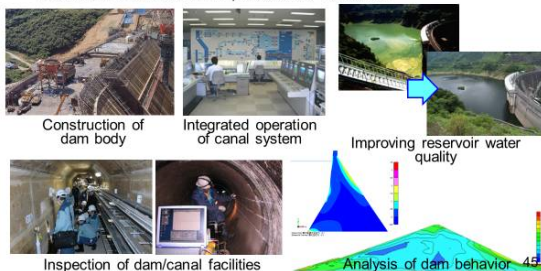 Construction of
dam body
Integrated operation
of canal system
Improving reservoir water
quality
Inspection of dam/canal facilities
Analysis of dam behavior
45